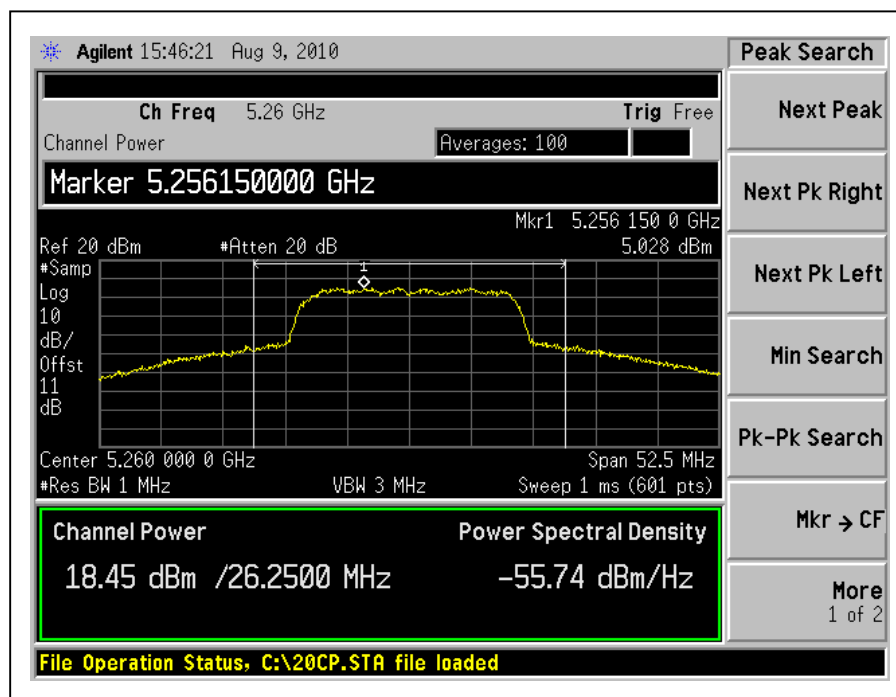 Agilent 15:46:21 Aug 9, 2010
Peak Search
Ch Freq 5.26 GHz Trig Free
Channel Power Averages: 100
Marker 5.256150000 GHz
Mkr1 5.256 150 0 GHz
Ref 20 dBm #Atten 20 dB 5.028 dBm
#Samp
Log
10
dB/
Offst
11
dB
1
Center 5.260 000 0 GHz Span 52.5 MHz
#Res BW 1 MHz VBW 3 MHz Sweep 1 ms (601 pts)
Channel Power Power Spectral Density
18.45 dBm /26.2500 MHz -55.74 dBm/Hz
File Operation Status, C:\20CP.STA file loaded
Next Peak
Next Pk Right
Next Pk Left
Min Search
Pk-Pk Search
Mkr → CF
More
1 of 2